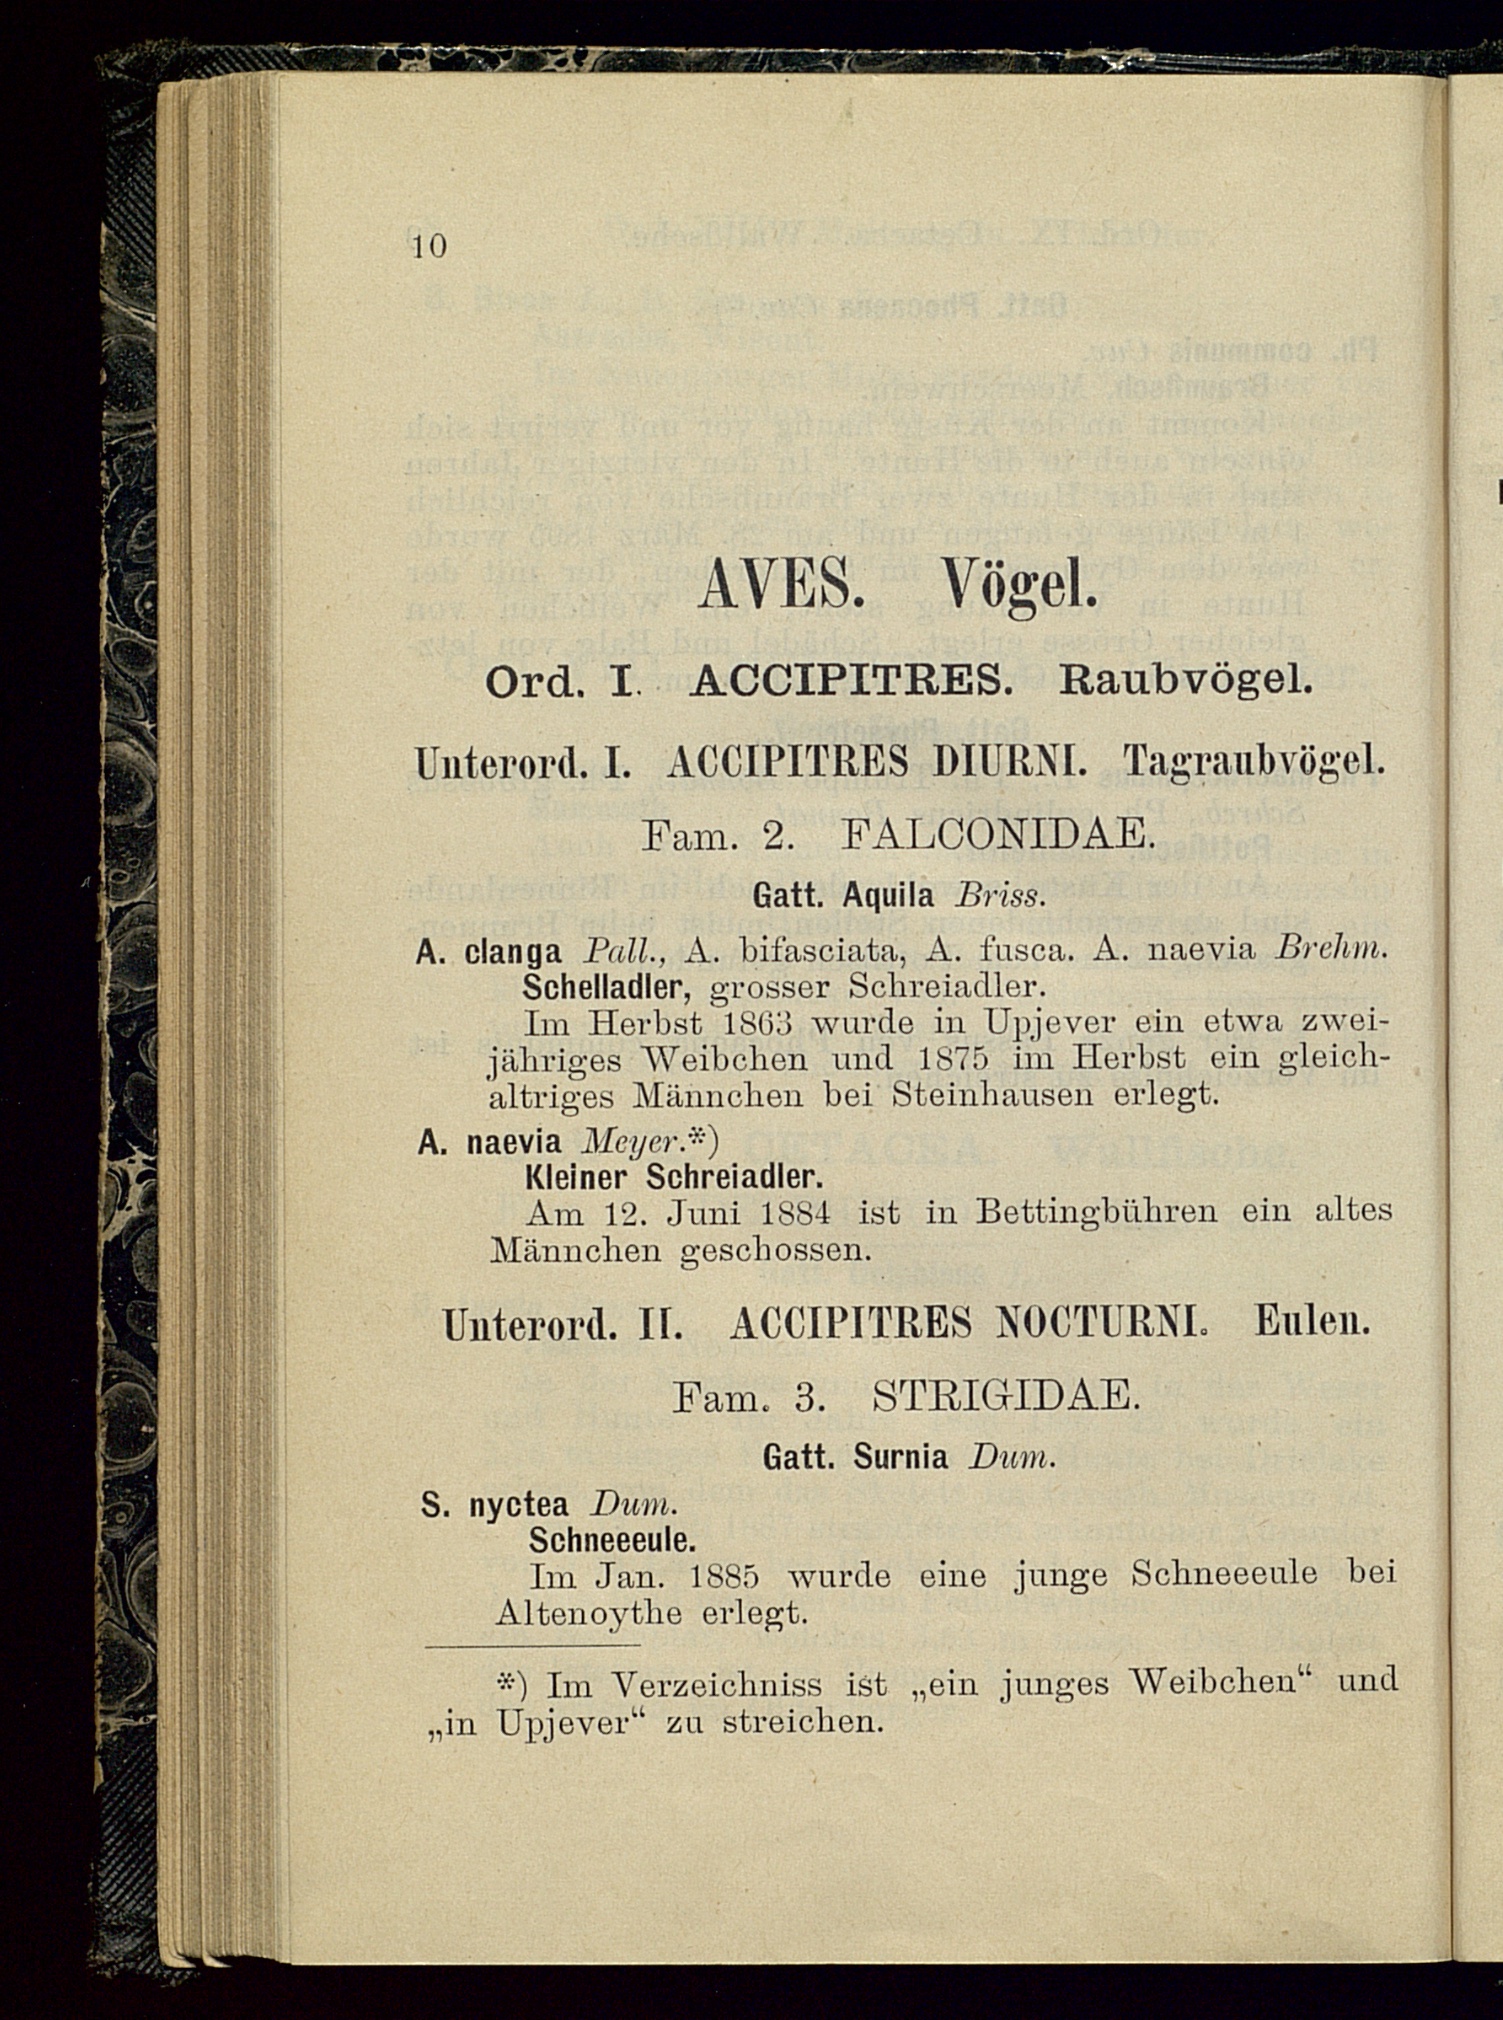 10
AVES. Vögel.
Ord. I. ACCIPITRES. Raubvögel.
Unterord. I. ACCIPITRES DIURNI. Tagraubvögel.
Fam. 2. FALCONIDAE.
Gatt. Aquila Briss.
A. clanga Pall., A. bifasciata, A. fusca. A. naevia Brehm.
Schelladler, grosser Schreiadler.
Im Herbst 1863 wurde in Upjever ein etwa zwei-
jähriges Weibchen und 1875 im Herbst ein gleich-
altriges Männchen bei Steinhausen erlegt.
A. naevia Meyer.*)
Kleiner Schreiadler.
Am 12. Juni 1884 ist in Bettingbühren ein altes
Männchen geschossen.
Unterord. II. ACCIPITRES NOCTURNI. Eulen.
Fam. 3. STRIGIDAE.
Gatt. Surnia Dum.
S. nyctea Dum.
Schneeeule.
Im Jan. 1885 wurde eine junge Schneeeule bei
Altenoythe erlegt.
*) Im Verzeichniss ist „ein junges Weibchen“ und
„in Upjever“ zu streichen.